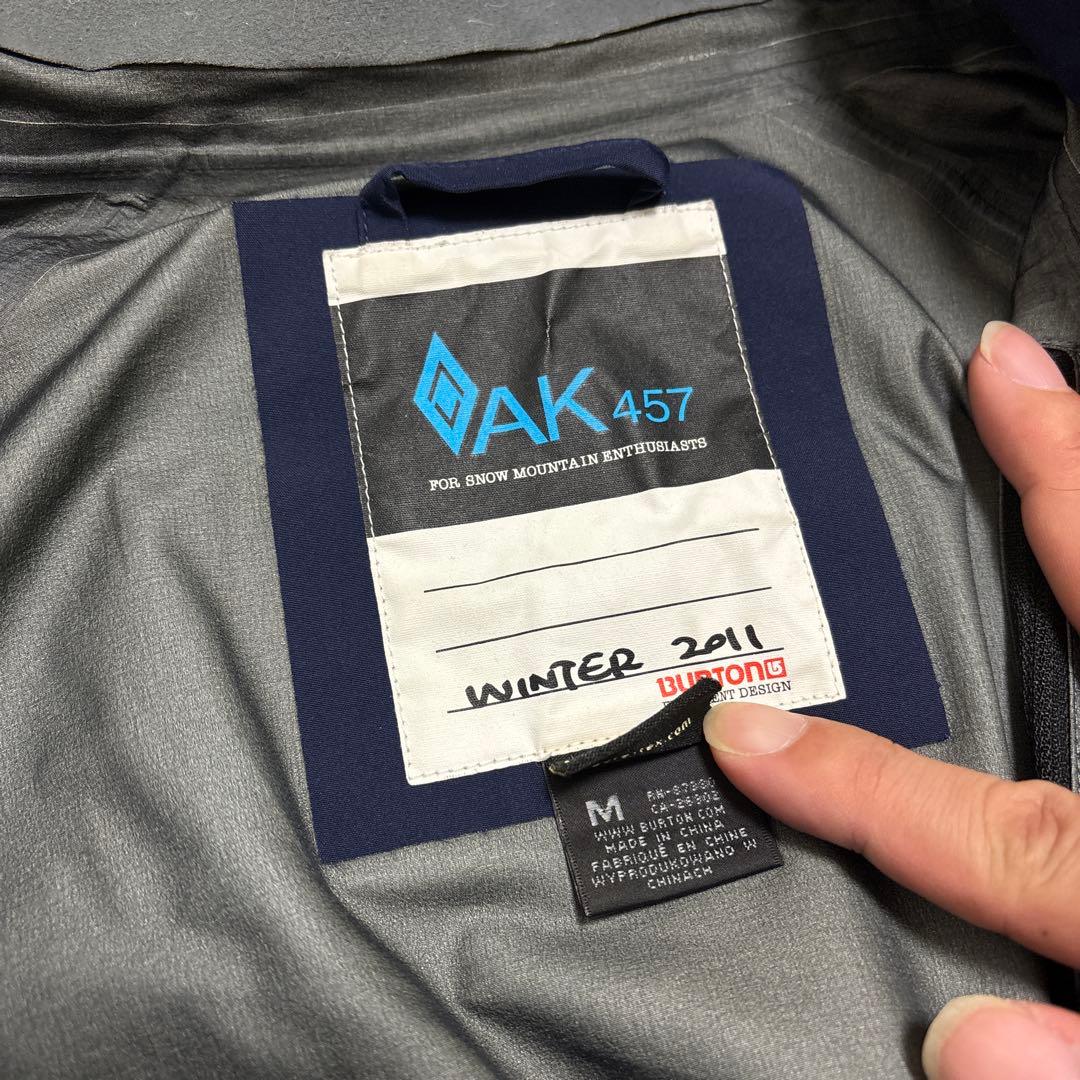 AK 457
FOR SNOW MOUNTAIN ENTHUSIASTS
WINTER 2011
BURTON
DESIGN
M
WWW.BURTON.COM
MADE IN CHINA
FABRIQUÉ EN CHINE
WYPRODUKOWANO W
CHINACH